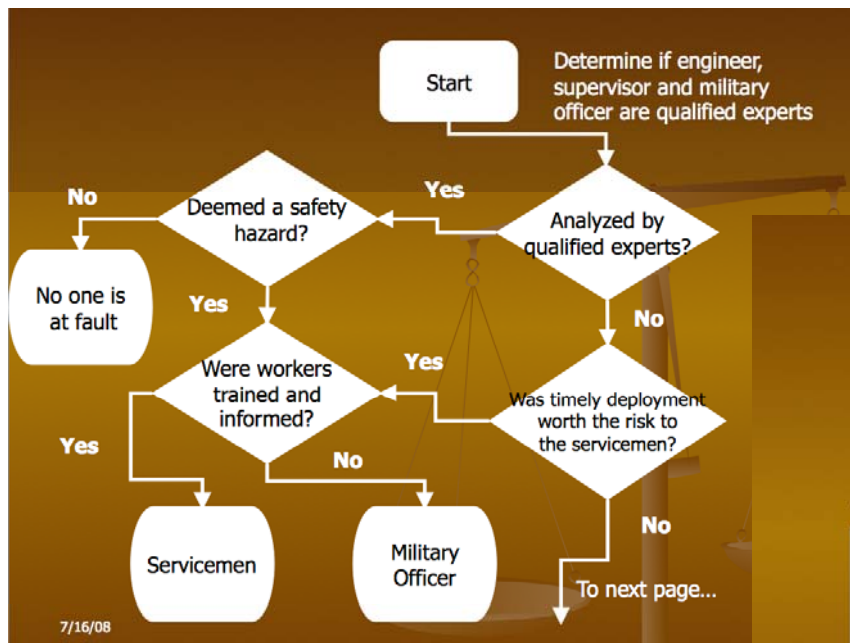 Start
Determine if engineer,
supervisor and military
officer are qualified experts
Analyzed by
qualified experts?
Yes
Deemed a safety
hazard?
No
No one is
at fault
Yes
No
Were workers
trained and
informed?
Yes
Was timely deployment
worth the risk to
the servicemen?
Yes
No
Servicemen
Military
Officer
No
To next page...
7/16/08